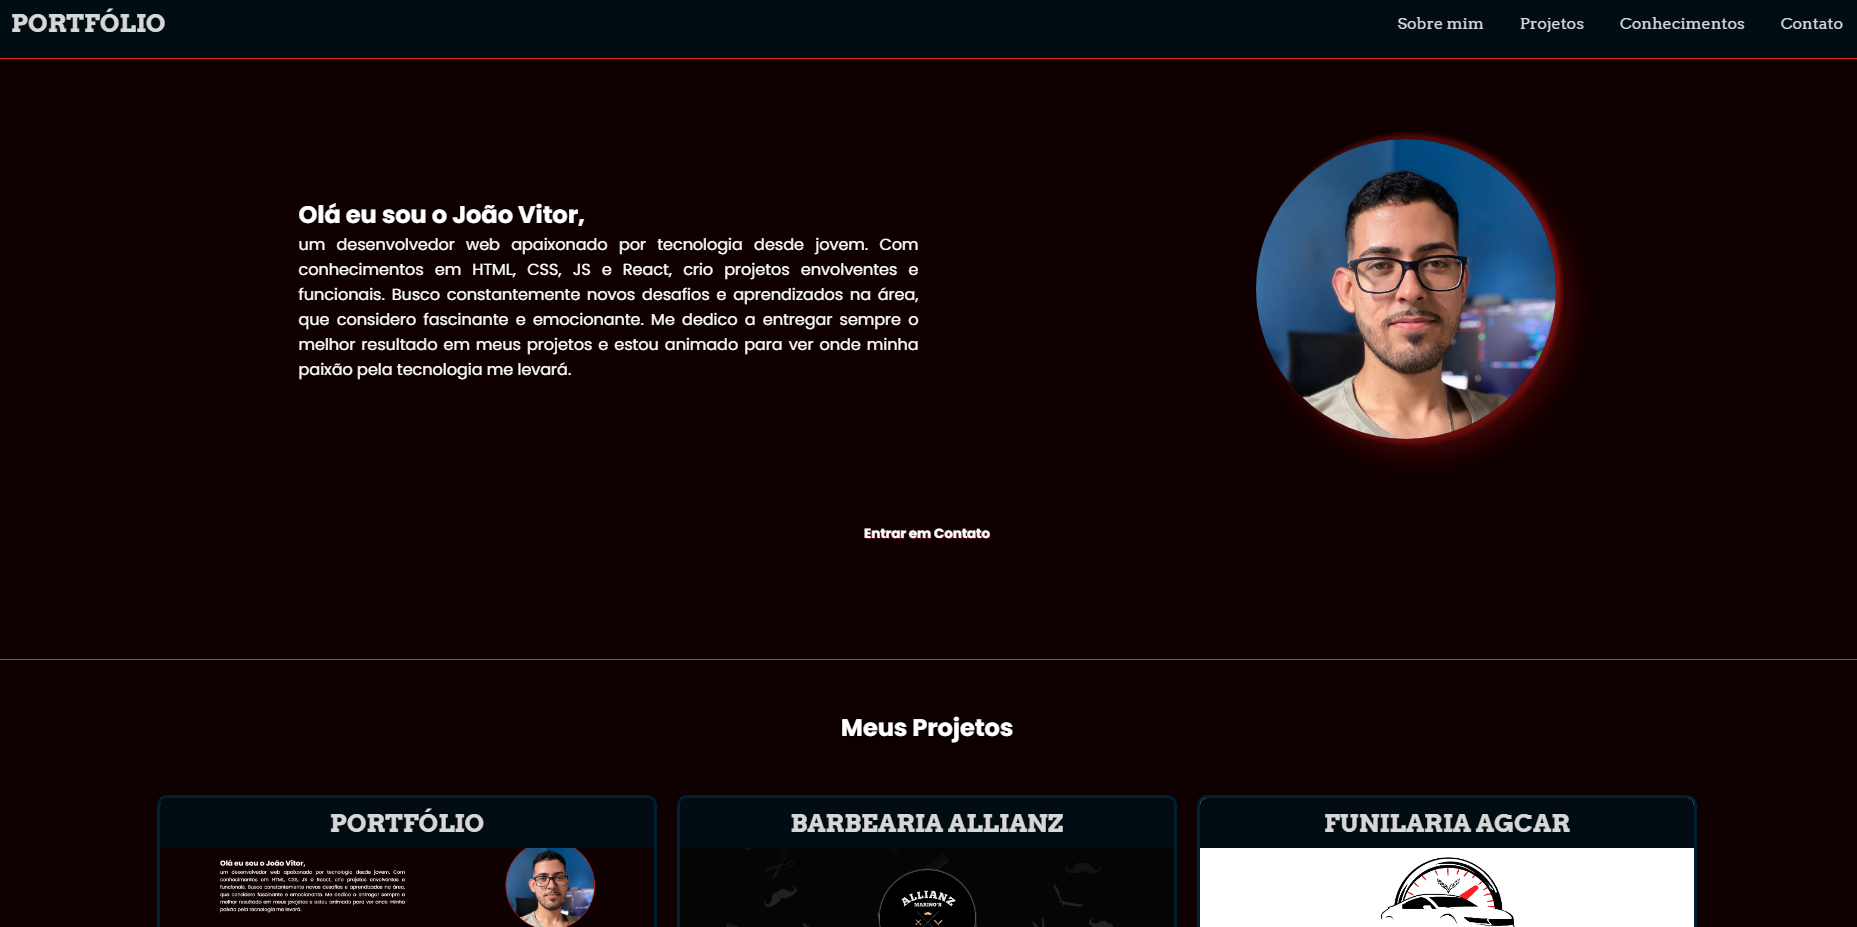 PORTFÓLIO
Sobre mim Projetos Conhecimentos Contato
Olá eu sou o João Vitor,
um desenvolvedor web apaixonado por tecnologia desde jovem. Com
conhecimentos em HTML, CSS, JS e React, crio projetos envolventes e
funcionais. Busco constantemente novos desafios e aprendizados na área,
que considero fascinante e emocionante. Me dedico a entregar sempre o
melhor resultado em meus projetos e estou animado para ver onde minha
paixão pela tecnologia me levará.
Entrar em Contato
Meus Projetos
PORTFÓLIO
Olá eu sou o João Vitor,
um desenvolvedor web apaixonado por tecnologia desde jovem. Com
conhecimentos em HTML, CSS, JS e React, crio projetos envolventes e
funcionais. Busco constantemente novos desafios e aprendizados na área,
que considero fascinante e emocionante. Me dedico a entregar sempre o
melhor resultado em meus projetos e estou animado para ver onde minha
paixão pela tecnologia me levará.
BARBEARIA ALLIANZ
ALLIANZ
MARINO'S
FUNILARIA AGCAR